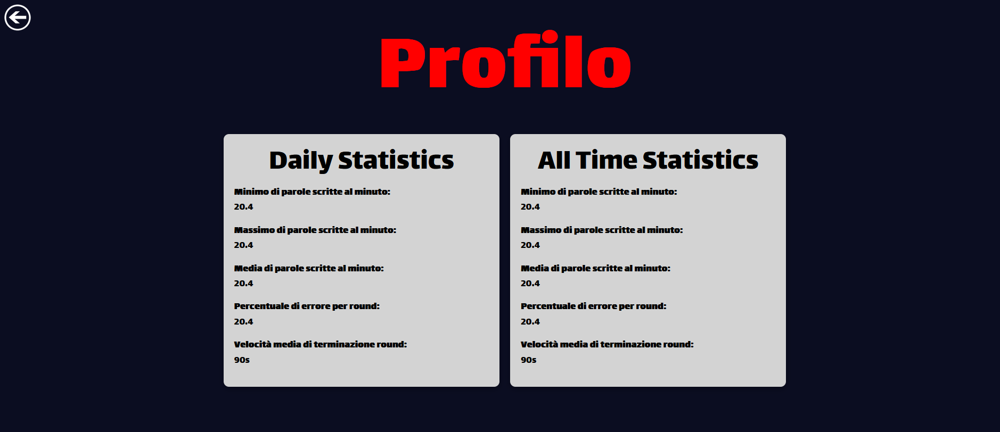 Profilo
Daily Statistics
Minimo di parole scritte al minuto:
20.4
Massimo di parole scritte al minuto:
20.4
Media di parole scritte al minuto:
20.4
Percentuale di errore per round:
20.4
Velocità media di terminazione round:
90s
All Time Statistics
Minimo di parole scritte al minuto:
20.4
Massimo di parole scritte al minuto:
20.4
Media di parole scritte al minuto:
20.4
Percentuale di errore per round:
20.4
Velocità media di terminazione round:
90s